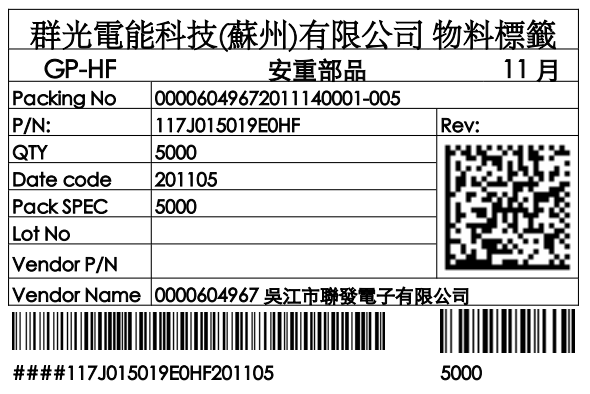 群光電能科技(蘇州)有限公司 物料標籤
GP-HF 安重部品 11 月
Packing No 00006049672011140001-005
P/N: 117J015019E0HF Rev:
QTY 5000
Date code 201105
Pack SPEC 5000
Lot No
Vendor P/N
Vendor Name 0000604967 吳江市聯發電子有限公司
####117J015019E0HF201105 5000